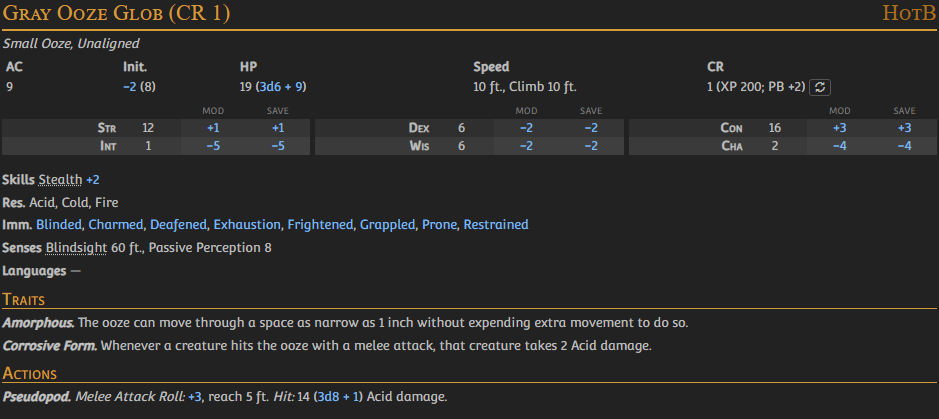 Gray Ooze Glob (CR 1) HotB
Small Ooze, Unaligned
AC Init. HP Speed CR
9 −2 (8) 19 (3d6 + 9) 10 ft., Climb 10 ft. 1 (XP 200; PB +2)
MOD SAVE MOD SAVE MOD SAVE
Str 12 +1 +1 Dex 6 −2 −2 Con 16 +3 +3
Int 1 −5 −5 Wis 6 −2 −2 Cha 2 −4 −4
Skills Stealth +2
Res. Acid, Cold, Fire
Imm. Blinded, Charmed, Deafened, Exhaustion, Frightened, Grappled, Prone, Restrained
Senses Blindsight 60 ft., Passive Perception 8
Languages —
Traits
Amorphous. The ooze can move through a space as narrow as 1 inch without expending extra movement to do so.
Corrosive Form. Whenever a creature hits the ooze with a melee attack, that creature takes 2 Acid damage.
Actions
Pseudopod. Melee Attack Roll: +3, reach 5 ft. Hit: 14 (3d8 + 1) Acid damage.